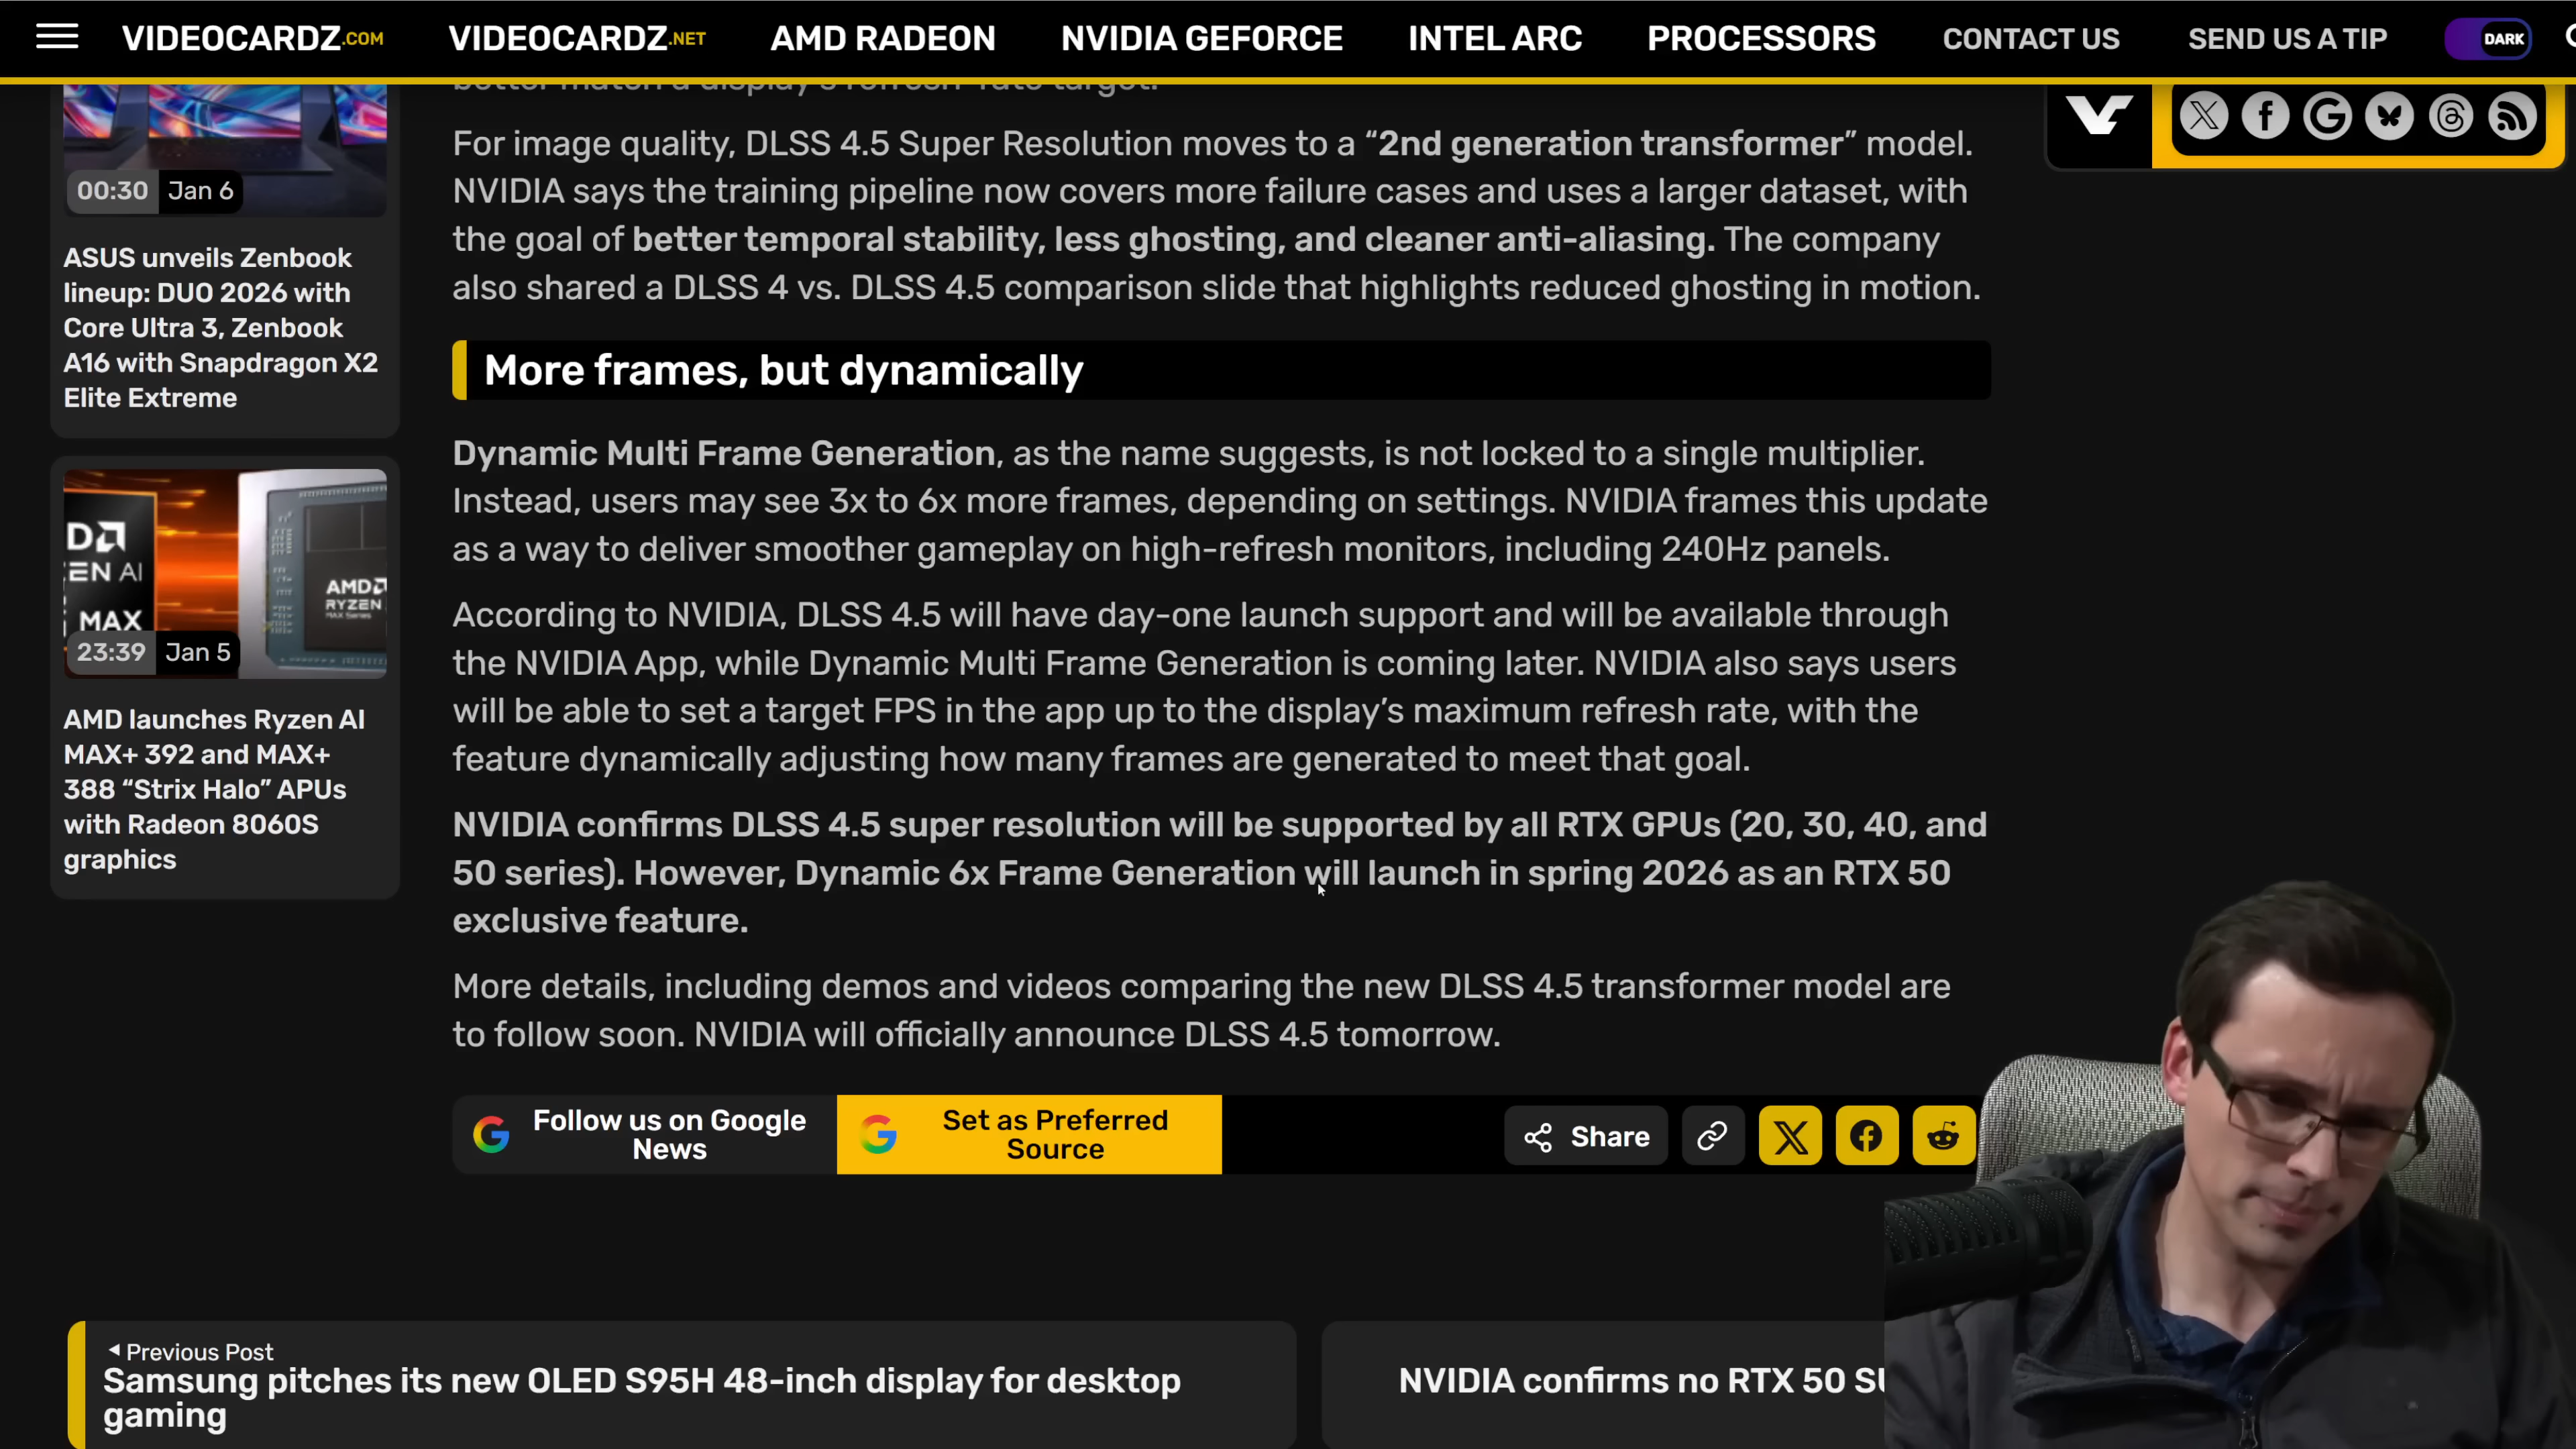 VIDEOCARDZ.COM
VIDEOCARDZ.NET
AMD RADEON
NVIDIA GEFORCE
INTEL ARC
PROCESSORS
CONTACT US
SEND US A TIP
DARK
00:30 Jan 6
ASUS unveils Zenbook
lineup: DUO 2026 with
Core Ultra 3, Zenbook
A16 with Snapdragon X2
Elite Extreme
EN AI
MAX
AMD
RYZEN
23:39 Jan 5
AMD launches Ryzen AI
MAX+ 392 and MAX+
388 “Strix Halo” APUs
with Radeon 8060S
graphics
better match a display's refresh-rate target.
For image quality, DLSS 4.5 Super Resolution moves to a “2nd generation transformer” model.
NVIDIA says the training pipeline now covers more failure cases and uses a larger dataset, with
the goal of better temporal stability, less ghosting, and cleaner anti-aliasing. The company
also shared a DLSS 4 vs. DLSS 4.5 comparison slide that highlights reduced ghosting in motion.
More frames, but dynamically
Dynamic Multi Frame Generation, as the name suggests, is not locked to a single multiplier.
Instead, users may see 3x to 6x more frames, depending on settings. NVIDIA frames this update
as a way to deliver smoother gameplay on high-refresh monitors, including 240Hz panels.
According to NVIDIA, DLSS 4.5 will have day-one launch support and will be available through
the NVIDIA App, while Dynamic Multi Frame Generation is coming later. NVIDIA also says users
will be able to set a target FPS in the app up to the display’s maximum refresh rate, with the
feature dynamically adjusting how many frames are generated to meet that goal.
NVIDIA confirms DLSS 4.5 super resolution will be supported by all RTX GPUs (20, 30, 40, and
50 series). However, Dynamic 6x Frame Generation will launch in spring 2026 as an RTX 50
exclusive feature.
More details, including demos and videos comparing the new DLSS 4.5 transformer model are
to follow soon. NVIDIA will officially announce DLSS 4.5 tomorrow.
Follow us on Google
News
Set as Preferred
Source
Share
Previous Post
Samsung pitches its new OLED S95H 48-inch display for desktop
gaming
NVIDIA confirms no RTX 50 SU